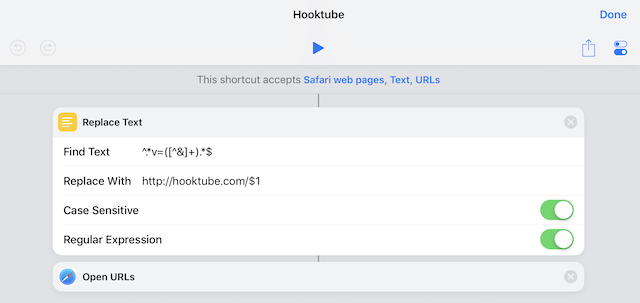 Hooktube
Done
This shortcut accepts Safari web pages, Text, URLs
Replace Text
Find Text ^.*v=([^&]+).*$
Replace With http://hooktube.com/$1
Case Sensitive
Regular Expression
Open URLs